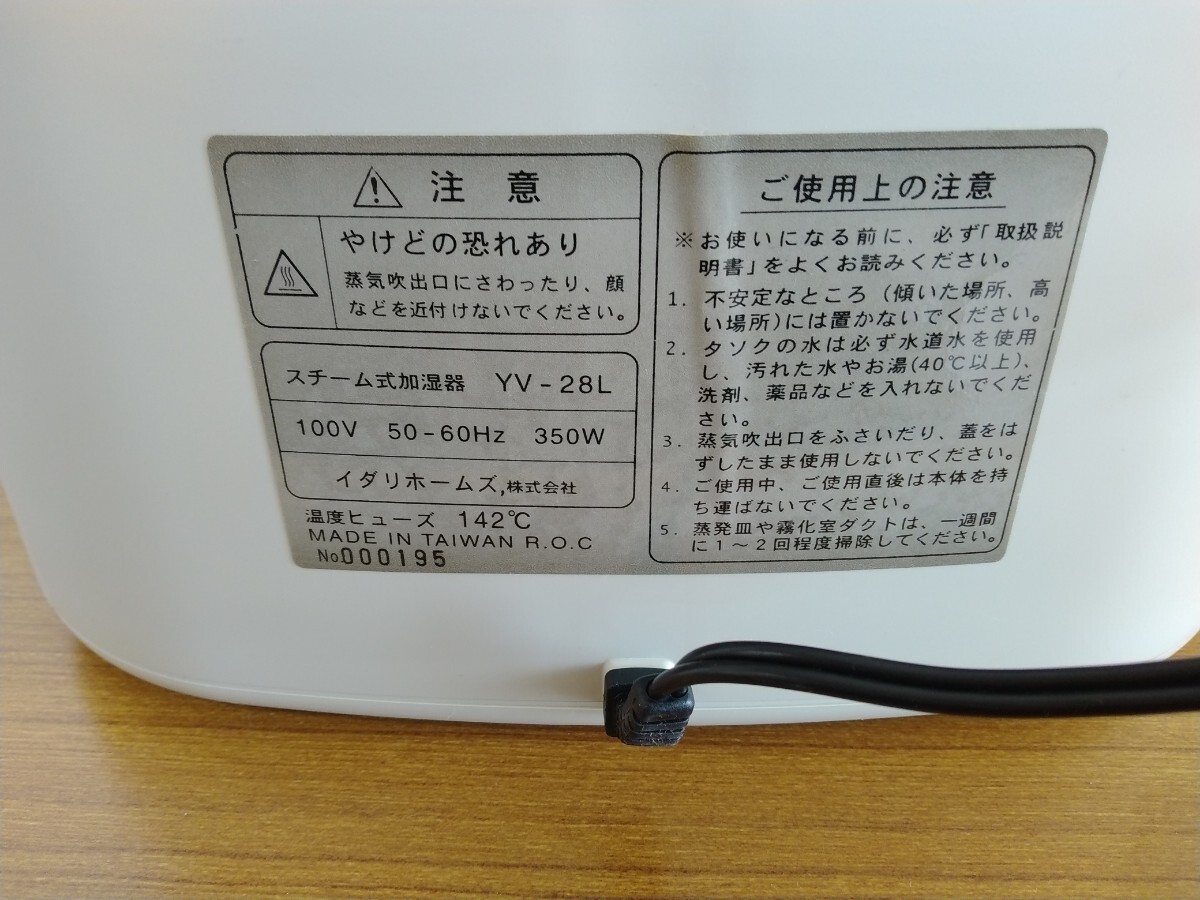 注 意
やけどの恐れあり
蒸気吹出口にさわったり、顔
などを近付けないでください。
スチーム式加湿器 YV-28L
100V 50-60Hz 350W
イダリホームズ,株式会社
温度ヒューズ 142℃
MADE IN TAIWAN R.O.C
No000195
ご使用上の注意
※お使いになる前に、必ず「取扱説
明書」をよくお読みください。
1. 不安定なところ(傾いた場所、高
い場所)には置かないでください。
2. タソクの水は必ず水道水を使用
し、汚れた水やお湯(40℃以上)、
洗剤、薬品などを入れないでくだ
さい。
3. 蒸気吹出口をふさいだり、蓋をは
ずしたまま使用しないでください。
4. ご使用中、ご使用直後は本体を持
ち運ばないでください。
5. 蒸発皿や霧化室ダクトは、一週間
に1～2回程度掃除してください。